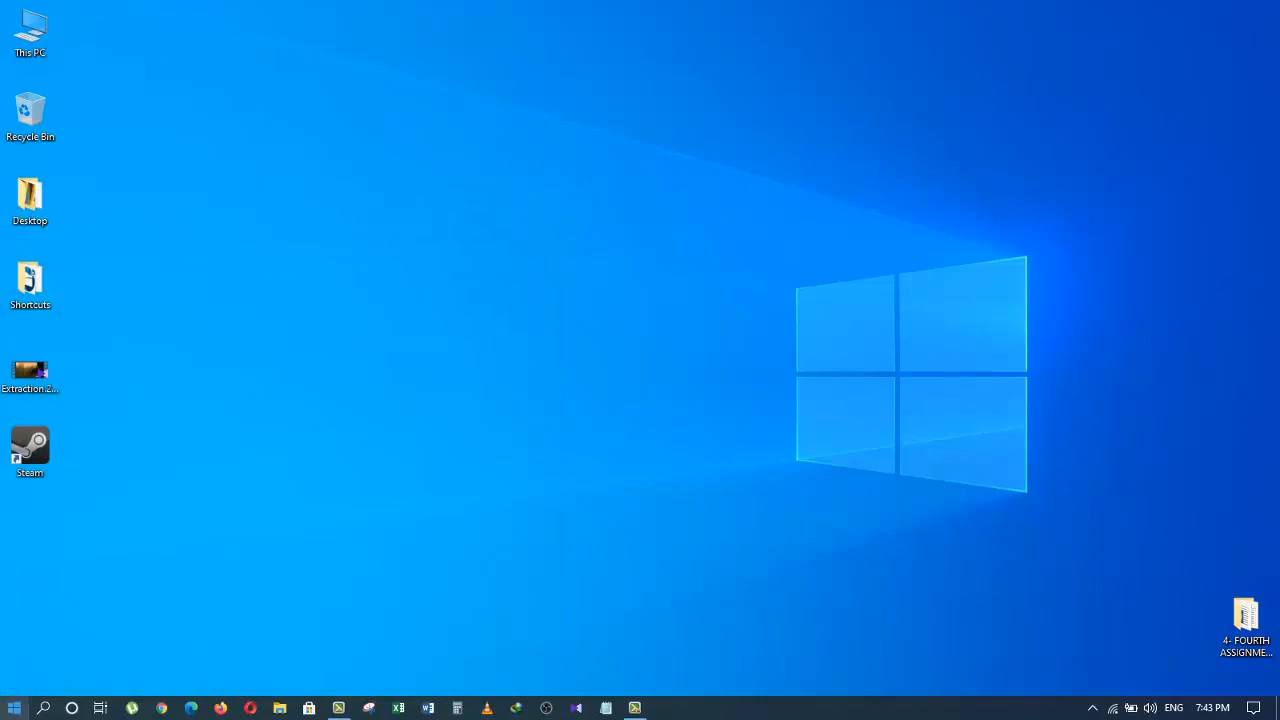 This PC
Recycle Bin
Desktop
Shortcuts
Extraction.2...
Steam
4- FOURTH
ASSIGNME...
ENG
7:43 PM